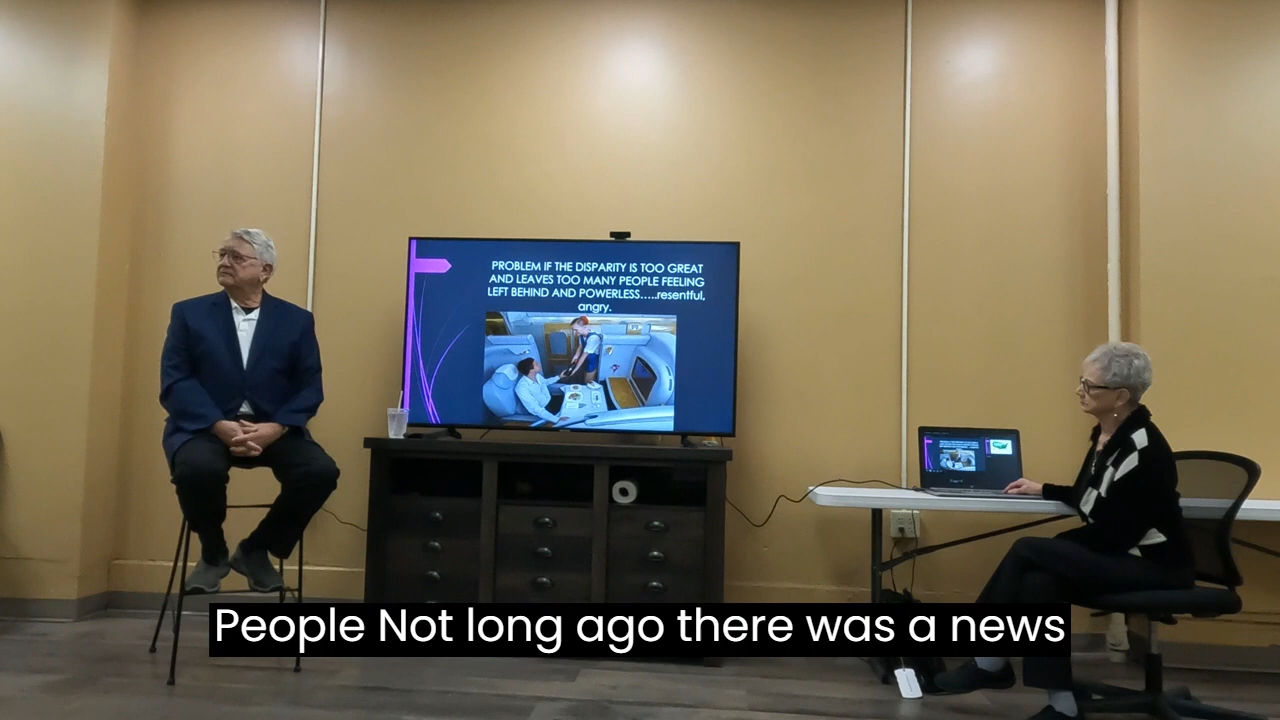 PROBLEM IF THE DISPARITY IS TOO GREAT
AND LEAVES TOO MANY PEOPLE FEELING
LEFT BEHIND AND POWERLESS.....resentful,
angry.
People Not long ago there was a news